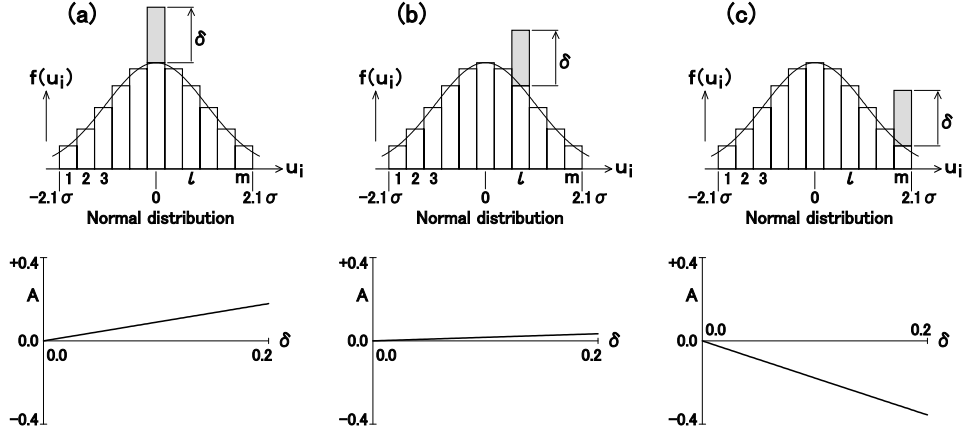 (a)
δ
f(ui)
ui
1 2 3 l m
-2.1σ 0 2.1σ
Normal distribution
(b)
δ
f(ui)
ui
1 2 3 l m
-2.1σ 0 2.1σ
Normal distribution
(c)
δ
f(ui)
ui
1 2 3 l m
-2.1σ 0 2.1σ
Normal distribution
+0.4
A
0.0
0.0 0.2 δ
-0.4
+0.4
A
0.0
0.0 0.2 δ
-0.4
+0.4
A
0.0 0.2
0.0 δ
-0.4